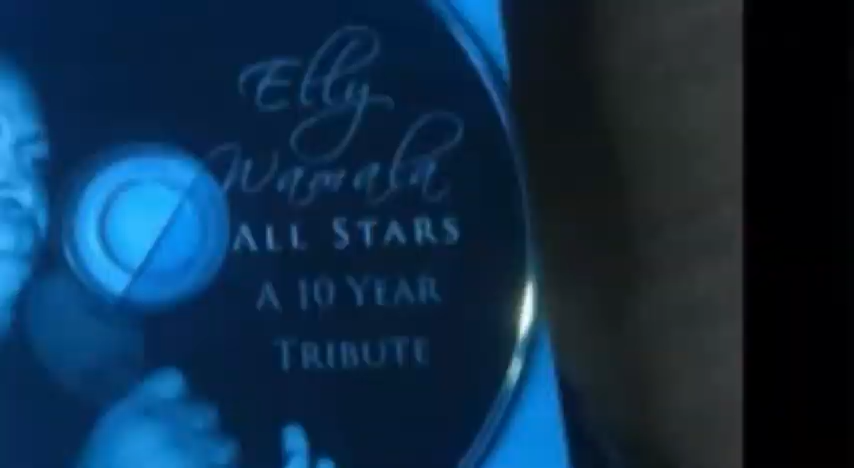 Elly
Wamala
ALL STARS
A 10 YEAR
TRIBUTE